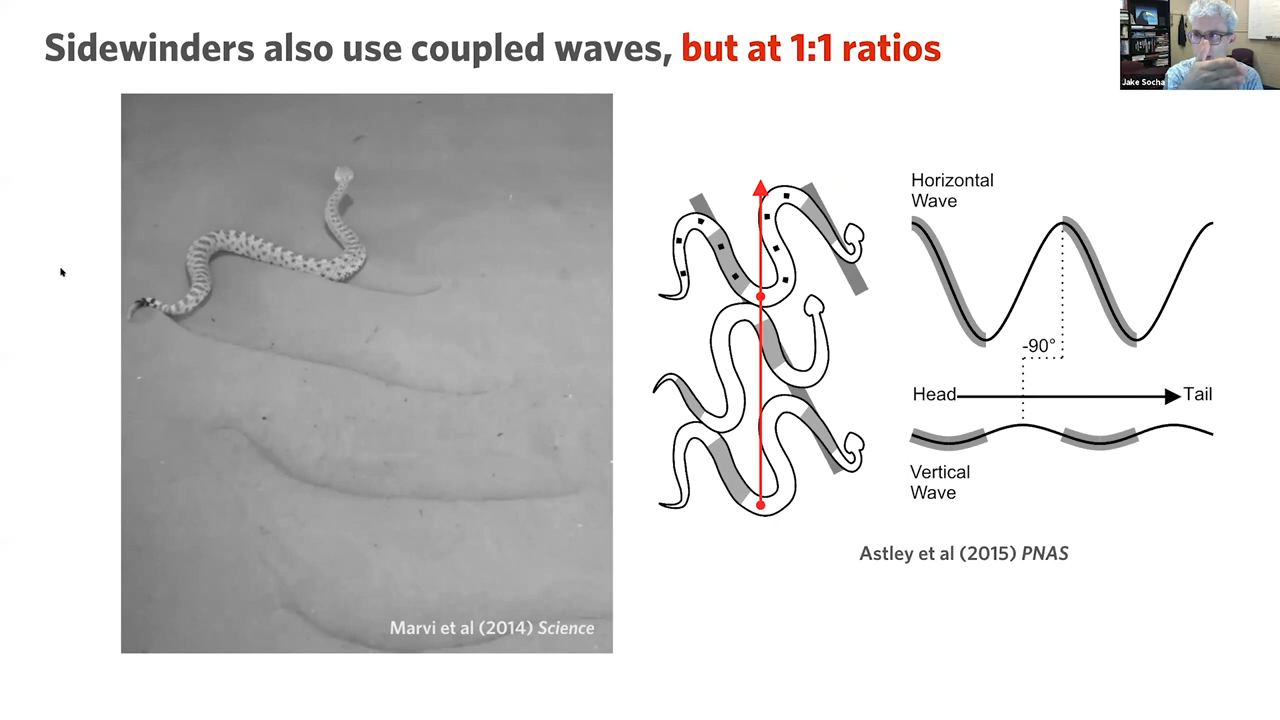 Sidewinders also use coupled waves, but at 1:1 ratios
Jake Socha
Horizontal
Wave
-90°
Head
Tail
Vertical
Wave
Astley et al (2015) PNAS
Marvi et al (2014) Science